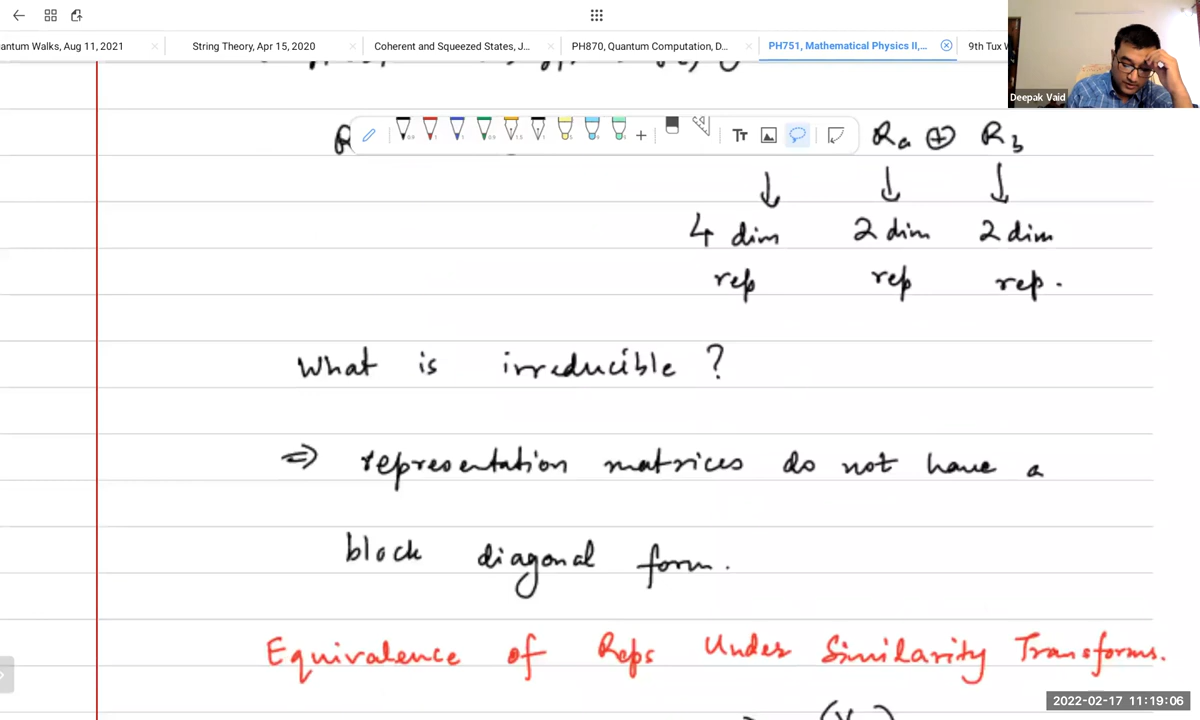 antum Walks, Aug 11, 2021 String Theory, Apr 15, 2020 Coherent and Squeezed States, J... PH870, Quantum Computation, D... PH751, Mathematical Physics II,... 9th Tux W
Deepak Vaid
R Tт Ra ⊕ R3
↓ ↓ ↓
4 dim 2 dim 2 dim
rep rep rep.
What is irreducible ?
⇒ representation matrices do not have a
block diagonal form.
Equivalence of Reps Under Similarity Transforms.
2022-02-17 11:19:06